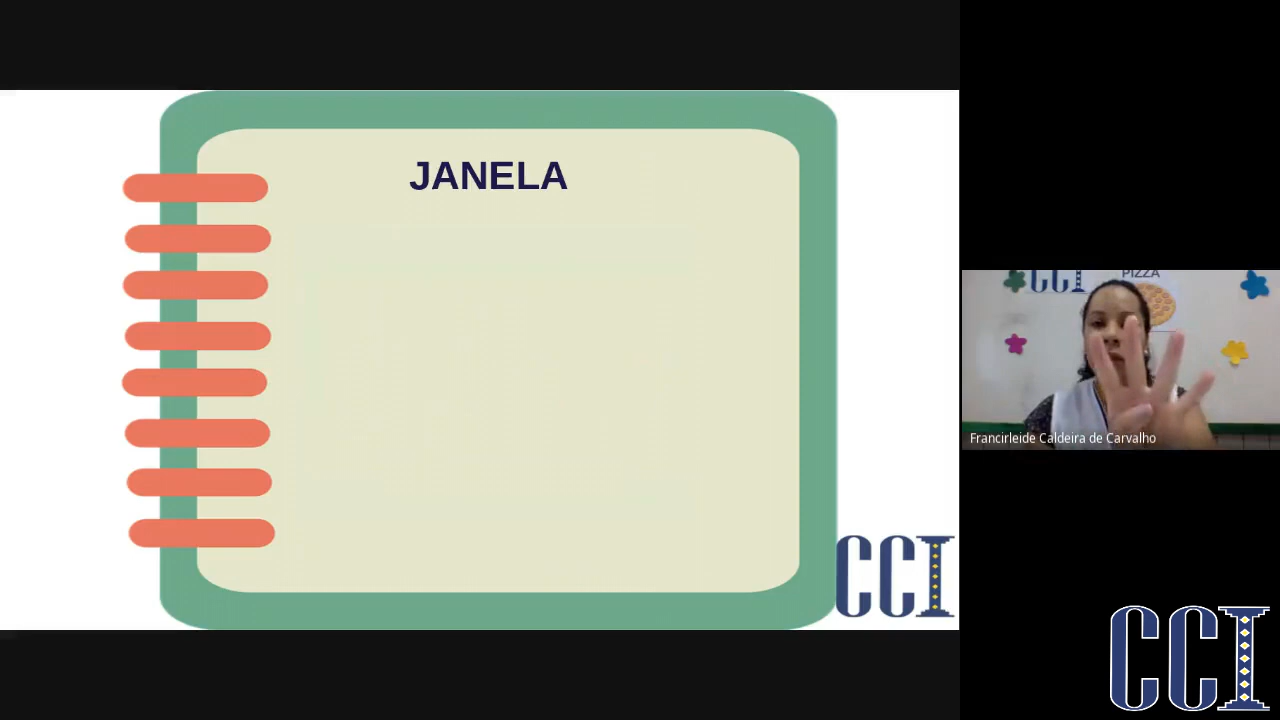 JANELA
CCI
PIZZA
Francirleide Caldeira de Carvalho
CCI
CCI